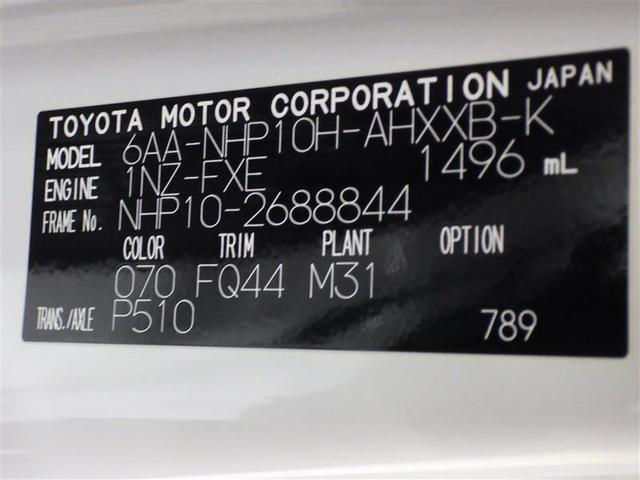 TOYOTA MOTOR CORPORATION JAPAN
MODEL 6AA-NHP10H-AHXXB-K
ENGINE 1NZ-FXE 1496 mL
FRAME No. NHP10-2688844
COLOR TRIM PLANT OPTION
070 FQ44 M31
TRANS./AXLE P510 789